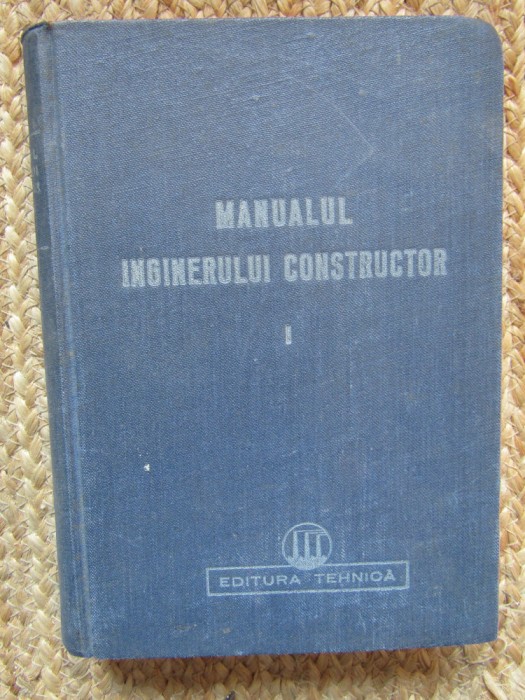 MANUALUL
INGINERULUI CONSTRUCTOR
I
EDITURA TEHNICĂ